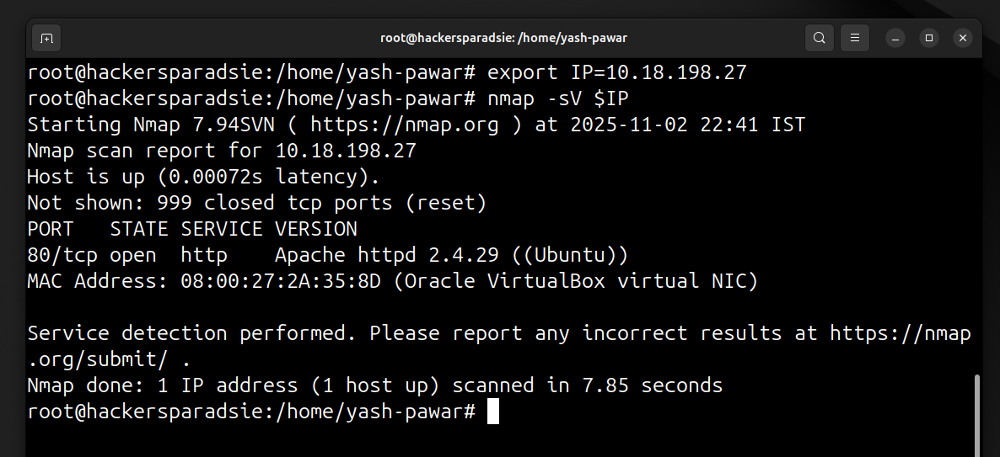 root@hackersparadsie: /home/yash-pawar
root@hackersparadsie:/home/yash-pawar# export IP=10.18.198.27
root@hackersparadsie:/home/yash-pawar# nmap -sV $IP
Starting Nmap 7.94SVN ( https://nmap.org ) at 2025-11-02 22:41 IST
Nmap scan report for 10.18.198.27
Host is up (0.00072s latency).
Not shown: 999 closed tcp ports (reset)
PORT   STATE SERVICE VERSION
80/tcp open  http    Apache httpd 2.4.29 ((Ubuntu))
MAC Address: 08:00:27:2A:35:8D (Oracle VirtualBox virtual NIC)
Service detection performed. Please report any incorrect results at https://nmap
.org/submit/ .
Nmap done: 1 IP address (1 host up) scanned in 7.85 seconds
root@hackersparadsie:/home/yash-pawar#